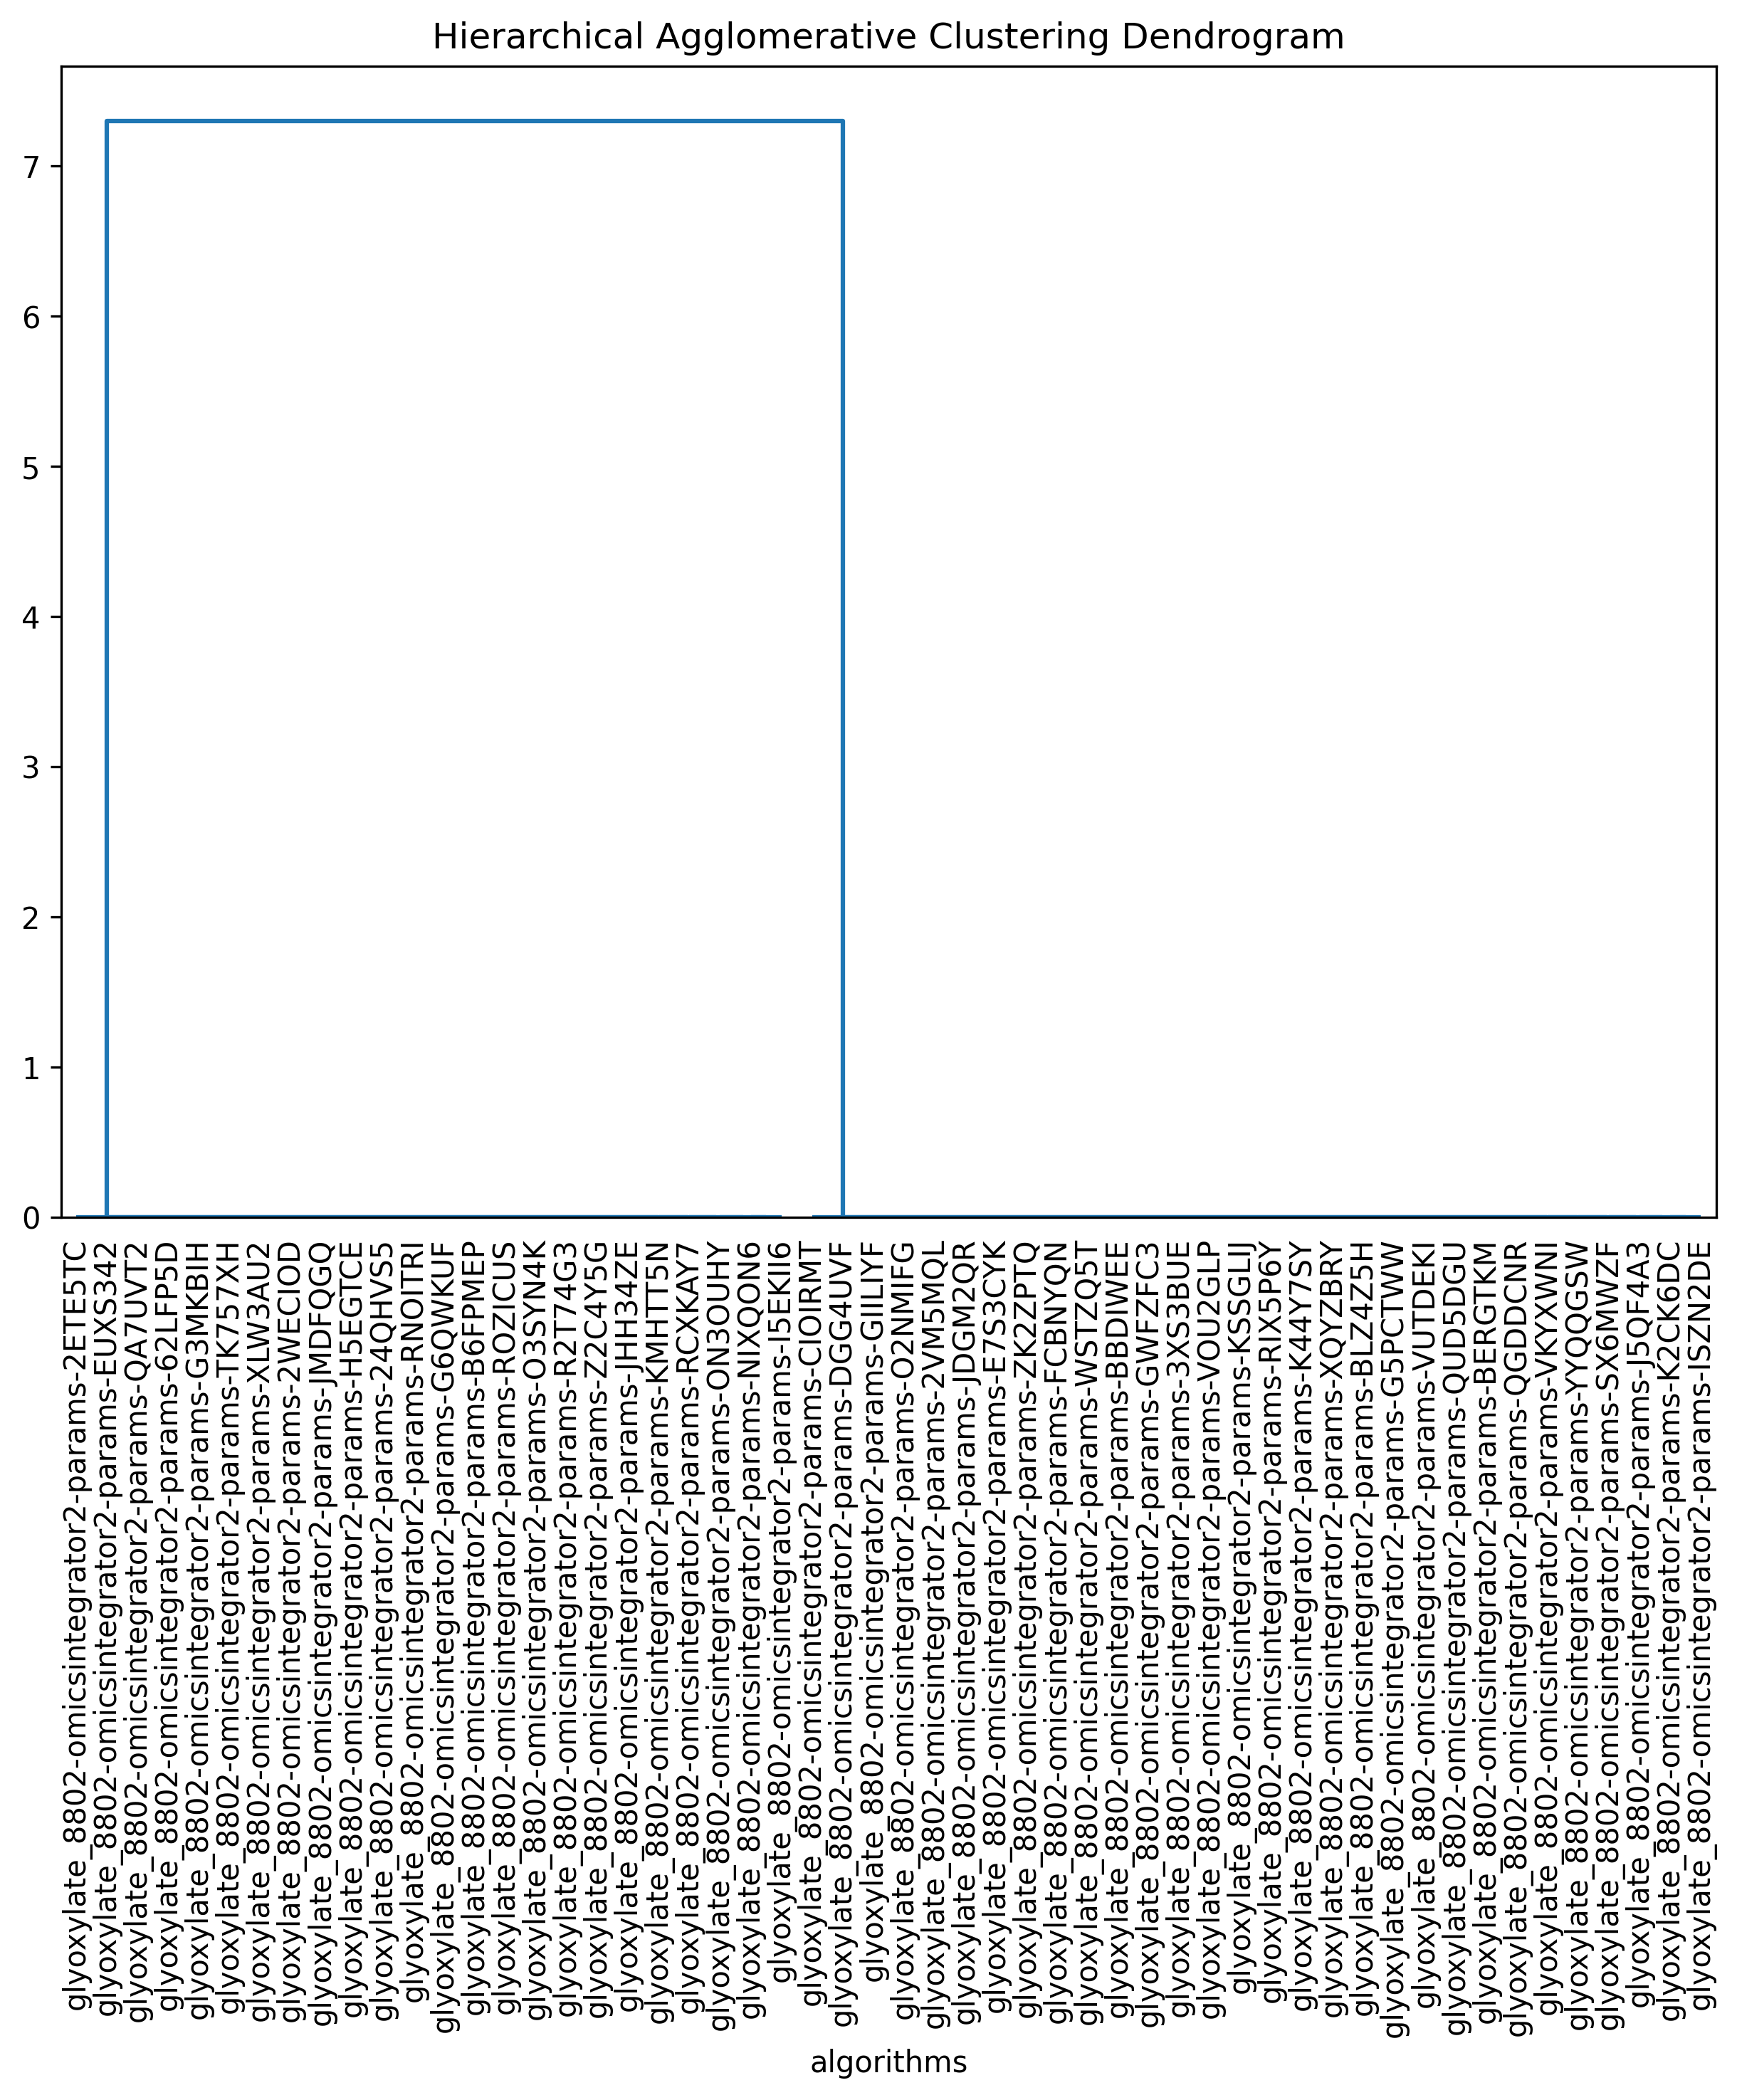 Hierarchical Agglomerative Clustering Dendrogram
7
6
5
4
3
2
1
0
glyoxylate_8802-omicsintegrator2-params-2ETE5TC
glyoxylate_8802-omicsintegrator2-params-EUXS342
glyoxylate_8802-omicsintegrator2-params-QA7UVT2
glyoxylate_8802-omicsintegrator2-params-62LFP5D
glyoxylate_8802-omicsintegrator2-params-G3MKBIH
glyoxylate_8802-omicsintegrator2-params-TK757XH
glyoxylate_8802-omicsintegrator2-params-XLW3AU2
glyoxylate_8802-omicsintegrator2-params-2WECIOD
glyoxylate_8802-omicsintegrator2-params-JMDFQGQ
glyoxylate_8802-omicsintegrator2-params-H5EGTCE
glyoxylate_8802-omicsintegrator2-params-24QHVS5
glyoxylate_8802-omicsintegrator2-params-RNOITRI
glyoxylate_8802-omicsintegrator2-params-G6QWKUF
glyoxylate_8802-omicsintegrator2-params-B6FPMEP
glyoxylate_8802-omicsintegrator2-params-ROZICUS
glyoxylate_8802-omicsintegrator2-params-O3SYN4K
glyoxylate_8802-omicsintegrator2-params-R2T74G3
glyoxylate_8802-omicsintegrator2-params-Z2C4Y5G
glyoxylate_8802-omicsintegrator2-params-JHH34ZE
glyoxylate_8802-omicsintegrator2-params-KMHTT5N
glyoxylate_8802-omicsintegrator2-params-RCXKAY7
glyoxylate_8802-omicsintegrator2-params-ON3OUHY
glyoxylate_8802-omicsintegrator2-params-NIXQON6
glyoxylate_8802-omicsintegrator2-params-I5EKII6
glyoxylate_8802-omicsintegrator2-params-CIOIRMT
glyoxylate_8802-omicsintegrator2-params-DGG4UVF
glyoxylate_8802-omicsintegrator2-params-GIILIYF
glyoxylate_8802-omicsintegrator2-params-O2NMIFG
glyoxylate_8802-omicsintegrator2-params-2VM5MQL
glyoxylate_8802-omicsintegrator2-params-JDGM2QR
glyoxylate_8802-omicsintegrator2-params-E7S3CYK
glyoxylate_8802-omicsintegrator2-params-ZK2ZPTQ
glyoxylate_8802-omicsintegrator2-params-FCBNYQN
glyoxylate_8802-omicsintegrator2-params-WSTZQ5T
glyoxylate_8802-omicsintegrator2-params-BBDIWEE
glyoxylate_8802-omicsintegrator2-params-GWFZFC3
glyoxylate_8802-omicsintegrator2-params-3XS3BUE
glyoxylate_8802-omicsintegrator2-params-VOU2GLP
glyoxylate_8802-omicsintegrator2-params-KSSGLIJ
glyoxylate_8802-omicsintegrator2-params-RIX5P6Y
glyoxylate_8802-omicsintegrator2-params-K44Y7SY
glyoxylate_8802-omicsintegrator2-params-XQYZBRY
glyoxylate_8802-omicsintegrator2-params-BLZ4Z5H
glyoxylate_8802-omicsintegrator2-params-G5PCTWW
glyoxylate_8802-omicsintegrator2-params-VUTDEKI
glyoxylate_8802-omicsintegrator2-params-QUD5DGU
glyoxylate_8802-omicsintegrator2-params-BERGTKM
glyoxylate_8802-omicsintegrator2-params-QGDDCNR
glyoxylate_8802-omicsintegrator2-params-VKYXWNI
glyoxylate_8802-omicsintegrator2-params-YYQQGSW
glyoxylate_8802-omicsintegrator2-params-SX6MWZF
glyoxylate_8802-omicsintegrator2-params-J5QF4A3
glyoxylate_8802-omicsintegrator2-params-K2CK6DC
glyoxylate_8802-omicsintegrator2-params-ISZN2DE
algorithms